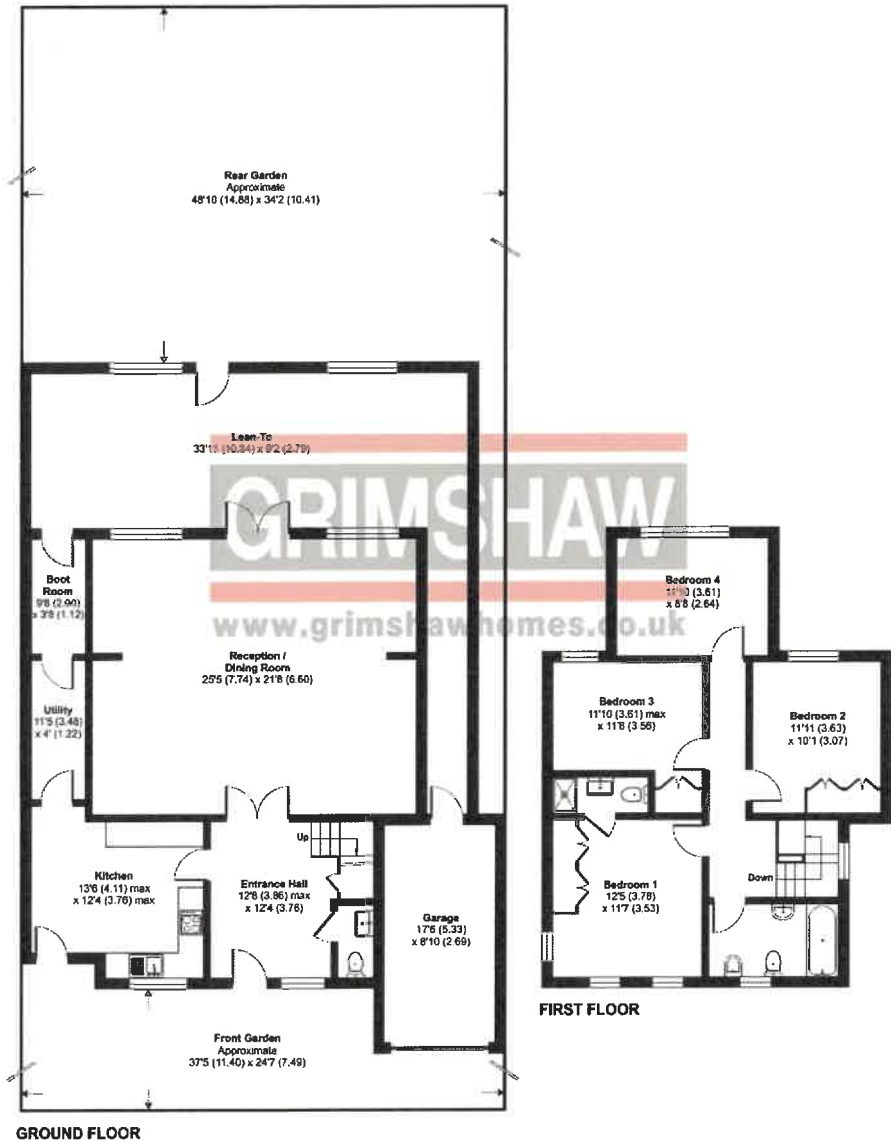 Rear Garden
Approximate
48'10 (14.88) x 34'2 (10.41)
Lean-To
33'11 (10.34) x 9'2 (2.79)
GRIMSHAW
www.grimshawhomes.co.uk
Boot
Room
9'6 (2.90)
x 3'8 (1.12)
Reception /
Dining Room
25'5 (7.74) x 21'8 (6.60)
Utility
11'5 (3.48)
x 4' (1.22)
Kitchen
13'6 (4.11) max
x 12'4 (3.76) max
Up
Entrance Hall
12'8 (3.86) max
x 12'4 (3.76)
Garage
17'6 (5.33)
x 8'10 (2.69)
Front Garden
Approximate
37'5 (11.40) x 24'7 (7.49)
GROUND FLOOR
Bedroom 4
11'10 (3.61)
x 8'8 (2.64)
Bedroom 3
11'10 (3.61) max
x 11'8 (3.56)
Bedroom 2
11'11 (3.63)
x 10'1 (3.07)
Bedroom 1
12'5 (3.78)
x 11'7 (3.53)
Down
FIRST FLOOR